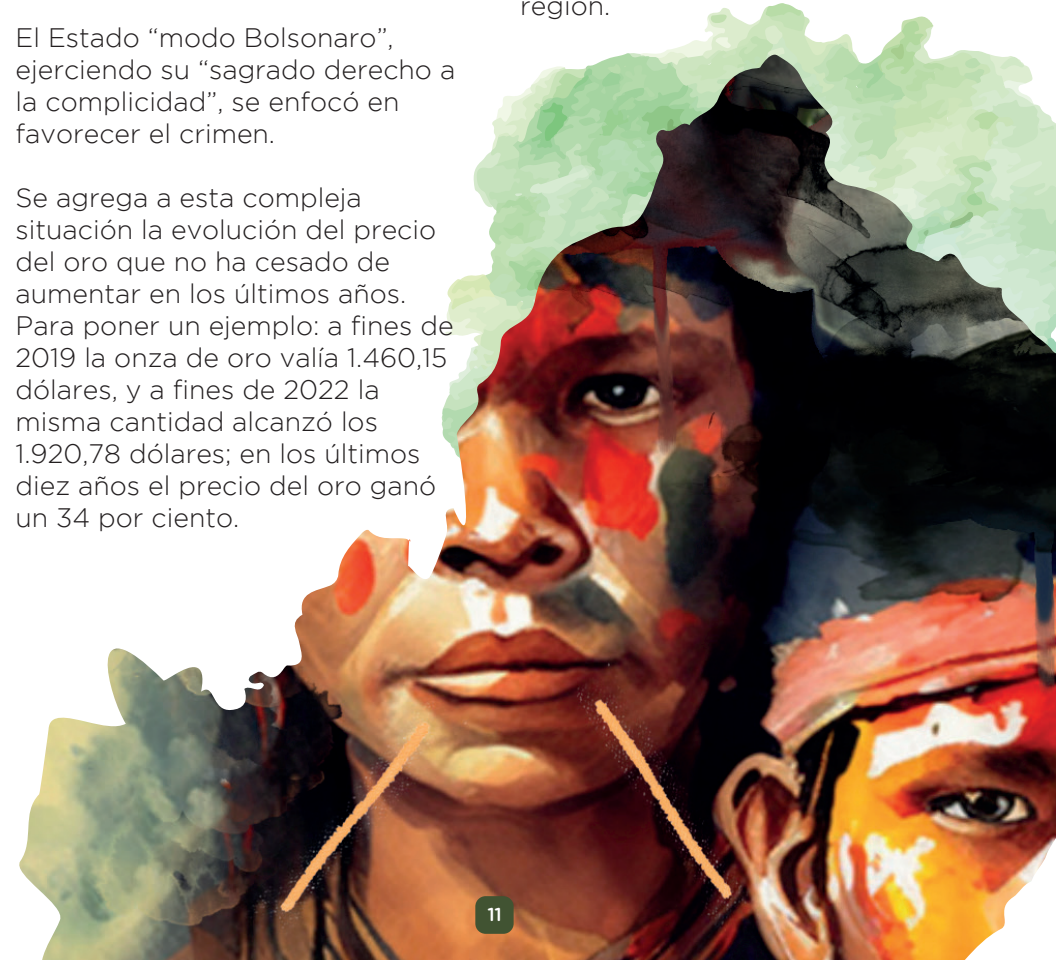 región.
El Estado “modo Bolsonaro”,
ejerciendo su “sagrado derecho a
la complicidad”, se enfocó en
favorecer el crimen.
Se agrega a esta compleja
situación la evolución del precio
del oro que no ha cesado de
aumentar en los últimos años.
Para poner un ejemplo: a fines de
2019 la onza de oro valía 1.460,15
dólares, y a fines de 2022 la
misma cantidad alcanzó los
1.920,78 dólares; en los últimos
diez años el precio del oro ganó
un 34 por ciento.
11